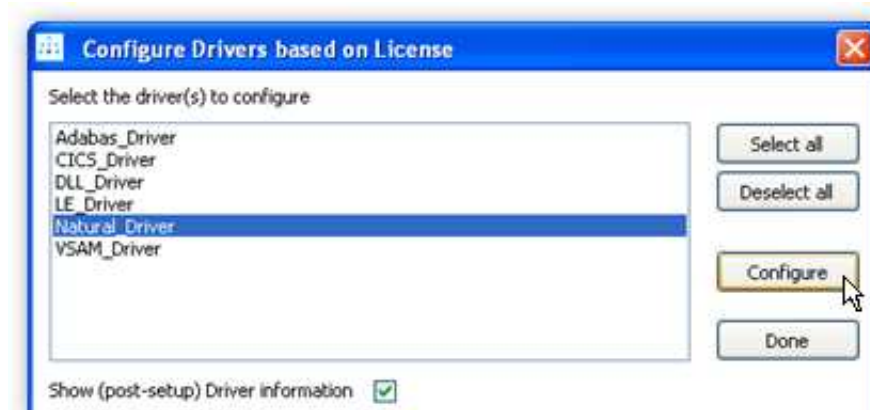 Configure Drivers based on License
Select the driver(s) to configure
Adabas_Driver
CICS_Driver
DLL_Driver
LE_Driver
Natural_Driver
VSAM_Driver
Select all
Deselect all
Configure
Done
Show (post-setup) Driver information